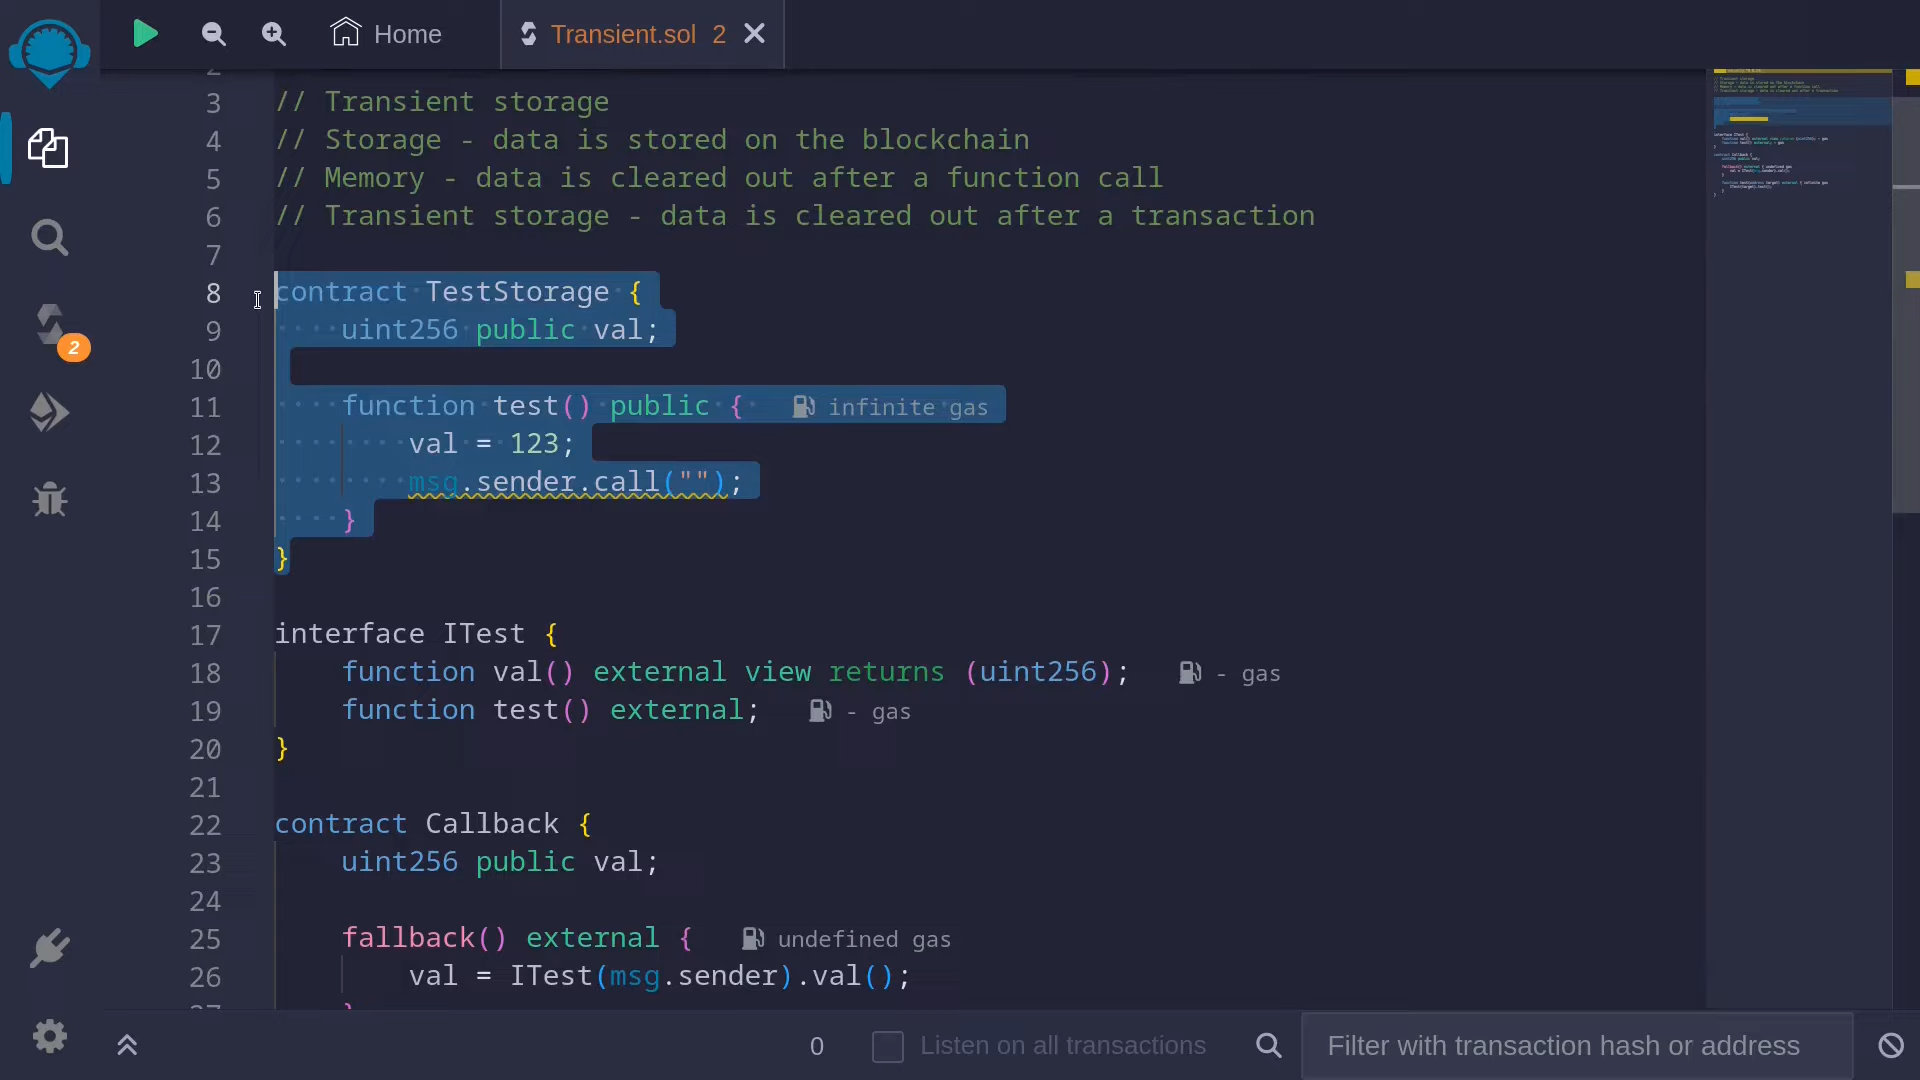 Home
Transient.sol 2
2
3 // Transient storage
4 // Storage - data is stored on the blockchain
5 // Memory - data is cleared out after a function call
6 // Transient storage - data is cleared out after a transaction
7
8 contract TestStorage {
9 uint256 public val;
10
11 function test() public { infinite gas
12 val = 123;
13 msg.sender.call("");
14 }
15 }
16
17 interface ITest {
18 function val() external view returns (uint256); - gas
19 function test() external; - gas
20 }
21
22 contract Callback {
23 uint256 public val;
24
25 fallback() external { undefined gas
26 val = ITest(msg.sender).val();
27 }
2
0
Listen on all transactions
Filter with transaction hash or address